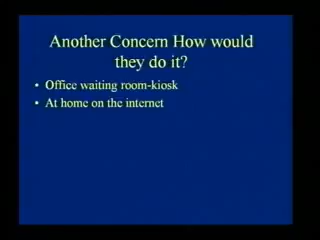 Another Concern How would
they do it?
• Office waiting room-kiosk
• At home on the internet